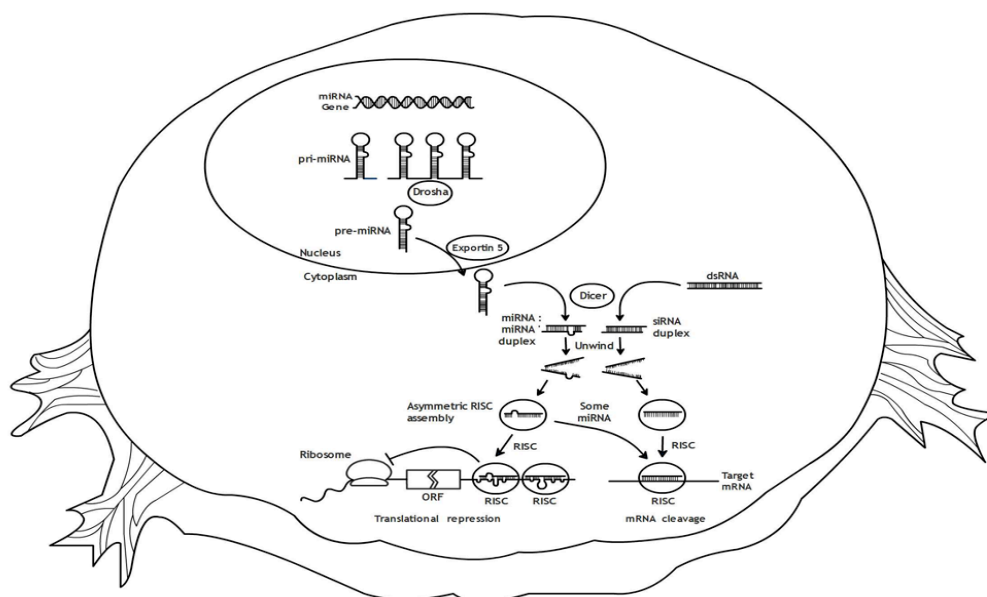 miRNA
Gene
pri-miRNA
Drosha
pre-miRNA
Exportin 5
Nucleus
Cytoplasm
dsRNA
Dicer
miRNA :
miRNA '
duplex
siRNA
duplex
Unwind
Asymmetric RISC
assembly
Some
miRNA
RISC
RISC
Ribosome
ORF
RISC
RISC
Target
mRNA
RISC
Translational repression
mRNA cleavage